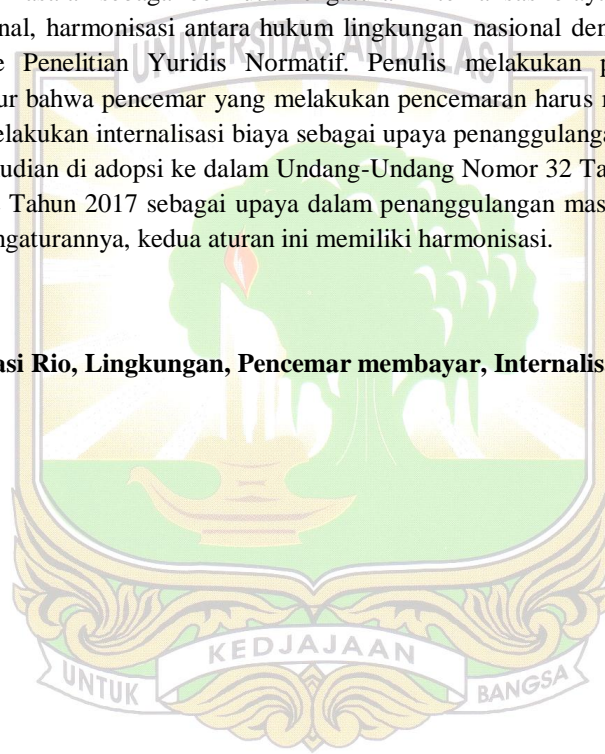 onal, harmonisasi antara hukum lingkungan nasional den
UNIVERSITAS ANDALAS
e Penelitian Yuridis Normatif. Penulis melakukan p
ur bahwa pencemar yang melakukan pencemaran harus
elakukan internalisasi biaya sebagai upaya penanggulanga
udian di adopsi ke dalam Undang-Undang Nomor 32 Ta
Tahun 2017 sebagai upaya dalam penanggulangan mas
ngaturannya, kedua aturan ini memiliki harmonisasi.
asi Rio, Lingkungan, Pencemar membayar, Internalis
UNTUK KEDJAJAAN BANGSA